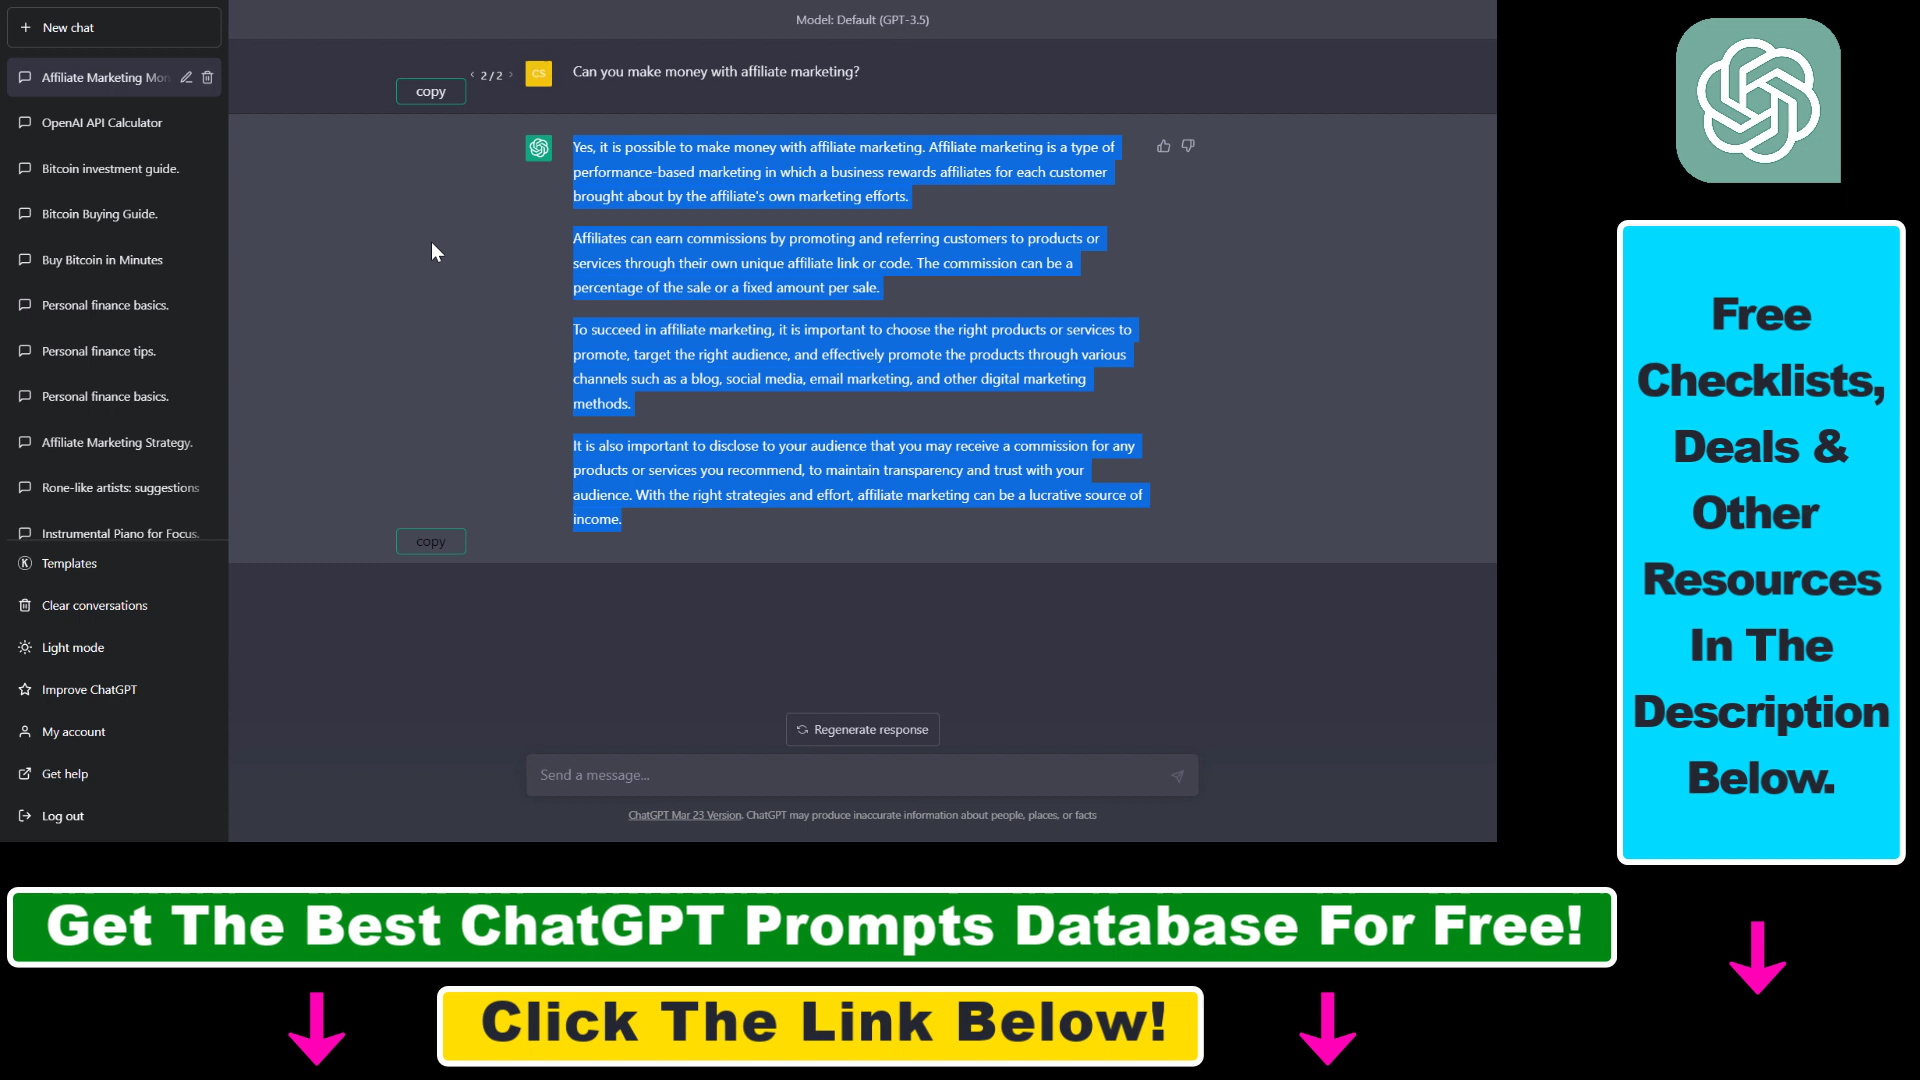 New chat
Affiliate Marketing Mon
OpenAI API Calculator
Bitcoin investment guide.
Bitcoin Buying Guide.
Buy Bitcoin in Minutes
Personal finance basics.
Personal finance tips.
Personal finance basics.
Affiliate Marketing Strategy.
Rone-like artists: suggestions
Instrumental Piano for Focus.
Templates
Clear conversations
Light mode
Improve ChatGPT
My account
Get help
Log out
Model: Default (GPT-3.5)
< 2 / 2 >
CS
Can you make money with affiliate marketing?
copy
Yes, it is possible to make money with affiliate marketing. Affiliate marketing is a type of
performance-based marketing in which a business rewards affiliates for each customer
brought about by the affiliate's own marketing efforts.
Affiliates can earn commissions by promoting and referring customers to products or
services through their own unique affiliate link or code. The commission can be a
percentage of the sale or a fixed amount per sale.
To succeed in affiliate marketing, it is important to choose the right products or services to
promote, target the right audience, and effectively promote the products through various
channels such as a blog, social media, email marketing, and other digital marketing
methods.
It is also important to disclose to your audience that you may receive a commission for any
products or services you recommend, to maintain transparency and trust with your
audience. With the right strategies and effort, affiliate marketing can be a lucrative source of
income.
copy
Regenerate response
Send a message...
ChatGPT Mar 23 Version. ChatGPT may produce inaccurate information about people, places, or facts
Free
Checklists,
Deals &
Other
Resources
In The
Description
Below.
Get The Best ChatGPT Prompts Database For Free!
Click The Link Below!